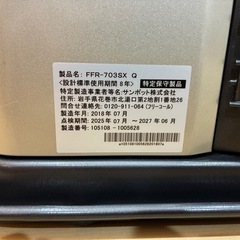 製品名：FFR-703SX Q
<設計標準使用期間 8年> 特定保守製品
特定製造事業者等名：サンポット株式会社
住所：岩手県花巻市北湯口第2地割1番地26
問合せ連絡先：0120-911-064（フリーコール）
製造年月 2018年 07月
点検期間 2025年 07月 ～ 2027年 06月
製造番号 105108 - 1005628